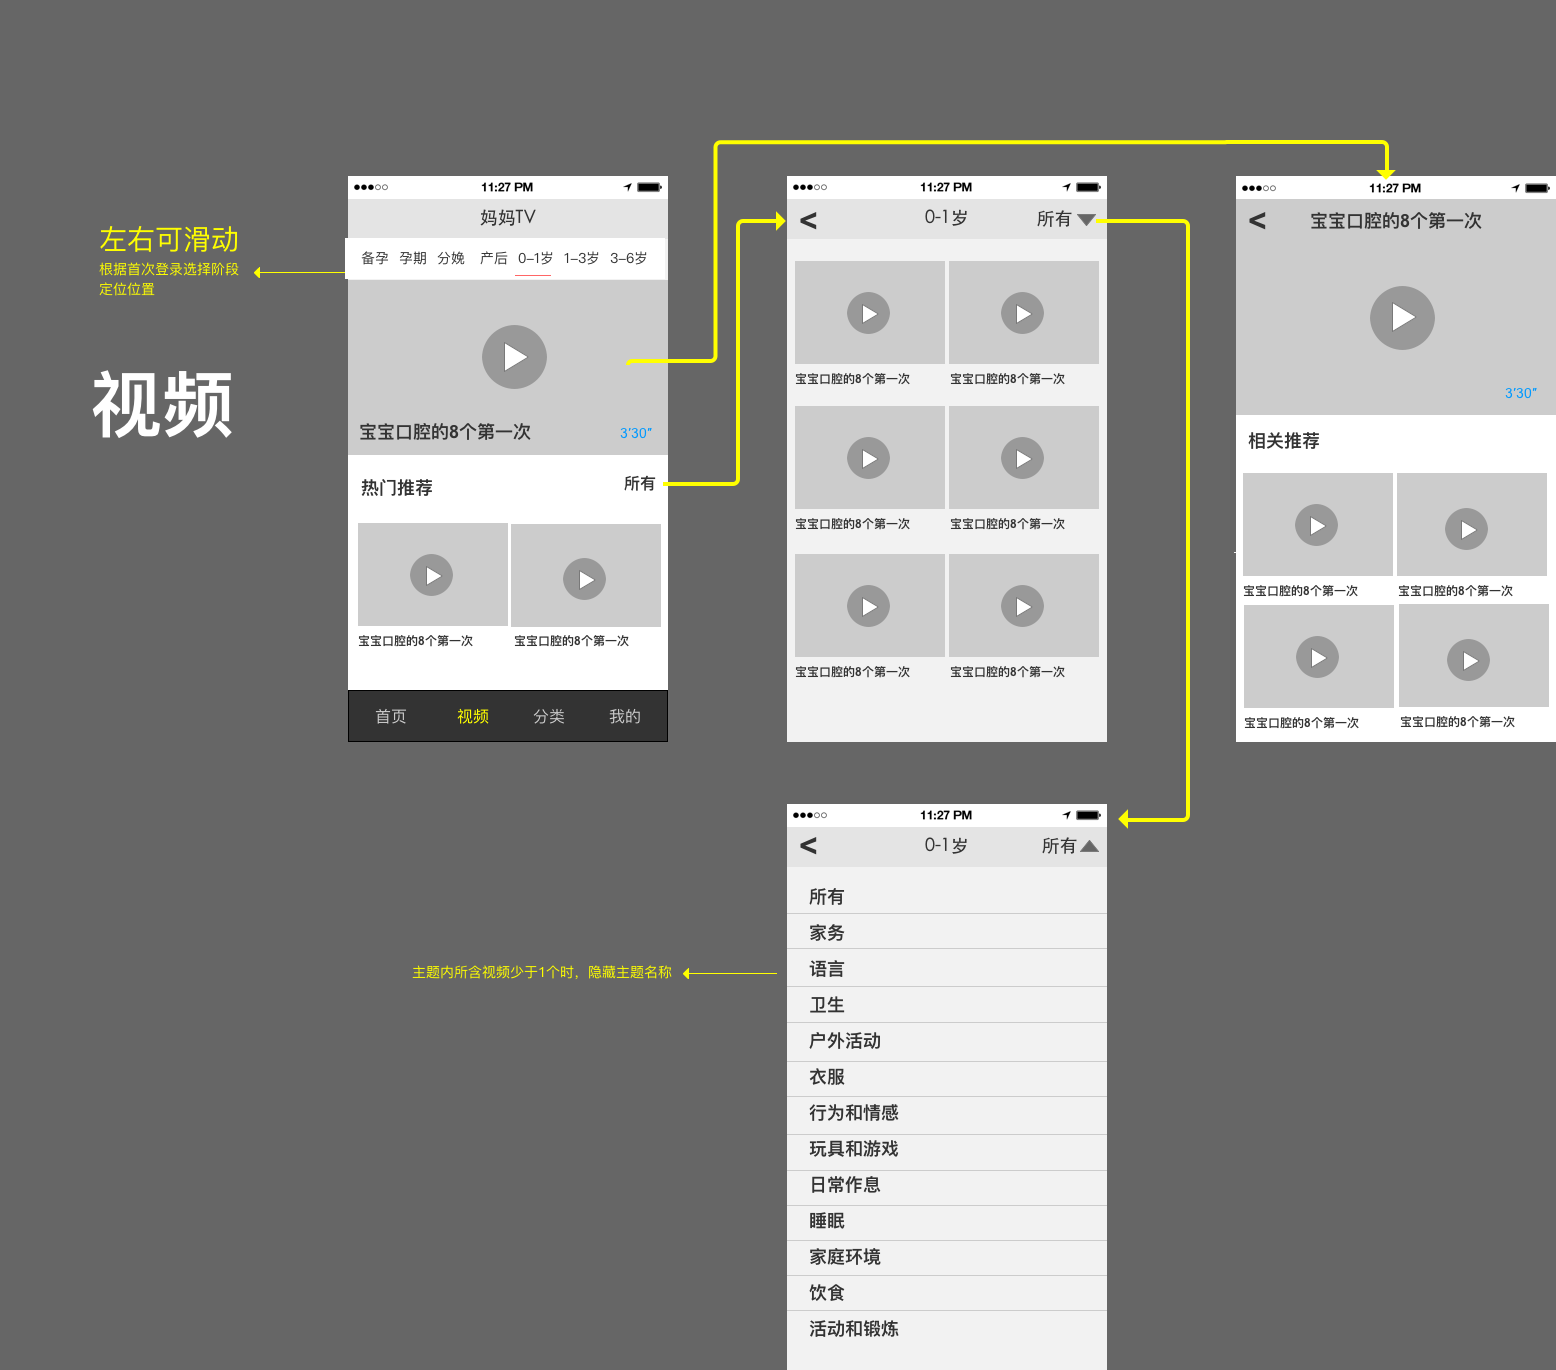 左右可滑动
根据首次登录选择阶段
定位位置
视频
11:27 PM
妈妈TV
备孕 孕期 分娩 产后 0-1岁 1-3岁 3-6岁
宝宝口腔的8个第一次 3'30"
热门推荐 所有
宝宝口腔的8个第一次 宝宝口腔的8个第一次
首页 视频 分类 我的
11:27 PM
< 0-1岁 所有
宝宝口腔的8个第一次 宝宝口腔的8个第一次
宝宝口腔的8个第一次 宝宝口腔的8个第一次
宝宝口腔的8个第一次 宝宝口腔的8个第一次
11:27 PM
< 宝宝口腔的8个第一次
3'30"
相关推荐
宝宝口腔的8个第一次 宝宝口腔的8个第一次
宝宝口腔的8个第一次 宝宝口腔的8个第一次
主题内所含视频少于1个时，隐藏主题名称
11:27 PM
< 0-1岁 所有
所有
家务
语言
卫生
户外活动
衣服
行为和情感
玩具和游戏
日常作息
睡眠
家庭环境
饮食
活动和锻炼